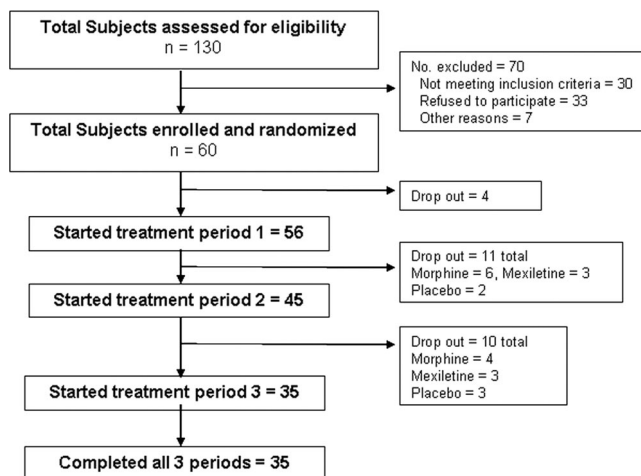 Total Subjects assessed for eligibility
n = 130
No. excluded = 70
Not meeting inclusion criteria = 30
Refused to participate = 33
Other reasons = 7
Total Subjects enrolled and randomized
n = 60
Drop out = 4
Started treatment period 1 = 56
Drop out = 11 total
Morphine = 6, Mexiletine = 3
Placebo = 2
Started treatment period 2 = 45
Drop out = 10 total
Morphine = 4
Mexiletine = 3
Placebo = 3
Started treatment period 3 = 35
Completed all 3 periods = 35